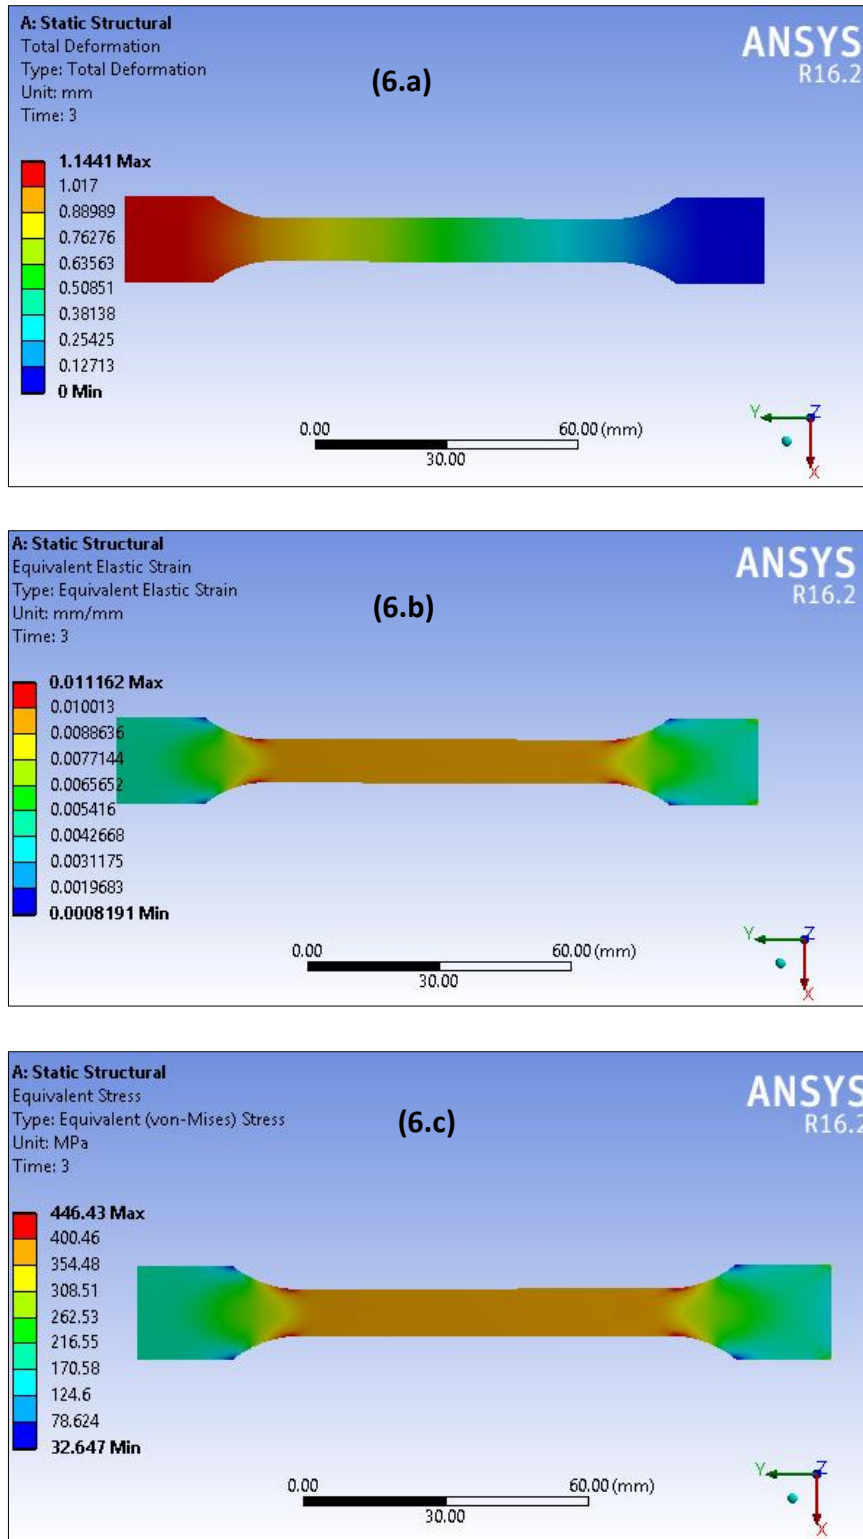 A: Static Structural
Total Deformation
Type: Total Deformation
Unit: mm
Time: 3
(6.a)
ANSYS
R16.2
1.1441 Max
1.017
0.88989
0.76276
0.63563
0.50851
0.38138
0.25425
0.12713
0 Min
0.00 60.00 (mm)
30.00
Y Z
X
A: Static Structural
Equivalent Elastic Strain
Type: Equivalent Elastic Strain
Unit: mm/mm
Time: 3
(6.b)
ANSYS
R16.2
0.011162 Max
0.010013
0.0088636
0.0077144
0.0065652
0.005416
0.0042668
0.0031175
0.0019683
0.0008191 Min
0.00 60.00 (mm)
30.00
Y Z
X
A: Static Structural
Equivalent Stress
Type: Equivalent (von-Mises) Stress
Unit: MPa
Time: 3
(6.c)
ANSYS
R16.2
446.43 Max
400.46
354.48
308.51
262.53
216.55
170.58
124.6
78.624
32.647 Min
0.00 60.00 (mm)
30.00
Y Z
X